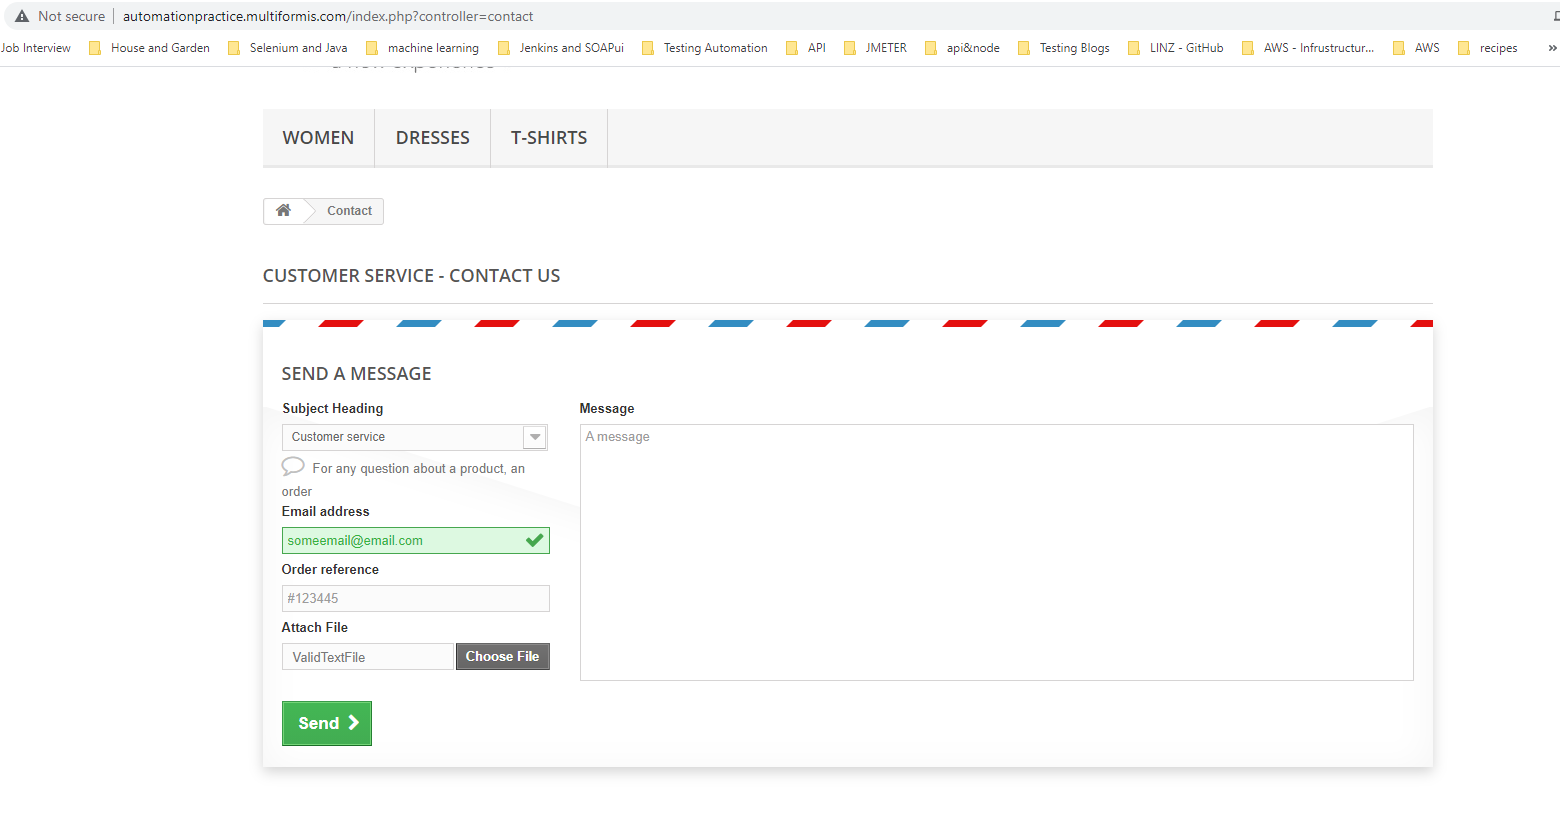 Not secure automationpractice.multiformis.com/index.php?controller=contact
Job Interview House and Garden Selenium and Java machine learning Jenkins and SOAPui Testing Automation API JMETER api&node Testing Blogs LINZ - GitHub AWS - Infrustructur... AWS recipes »
a new experience
WOMEN DRESSES T-SHIRTS
Contact
CUSTOMER SERVICE - CONTACT US
SEND A MESSAGE
Subject Heading
Customer service
For any question about a product, an
order
Email address
someemail@email.com
Order reference
#123445
Attach File
ValidTextFile Choose File
Send
Message
A message